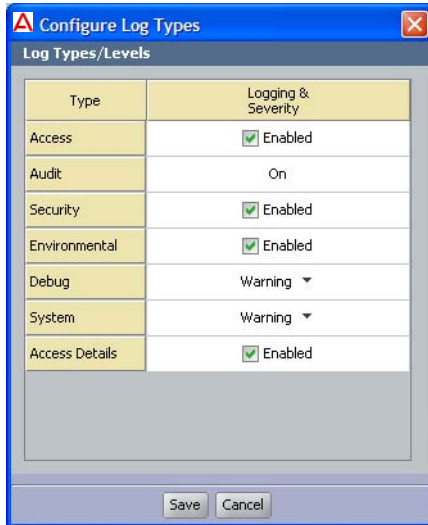 Configure Log Types
Log Types/Levels
Type
Logging &
Severity
Access
Enabled
Audit
On
Security
Enabled
Environmental
Enabled
Debug
Warning
System
Warning
Access Details
Enabled
Save
Cancel